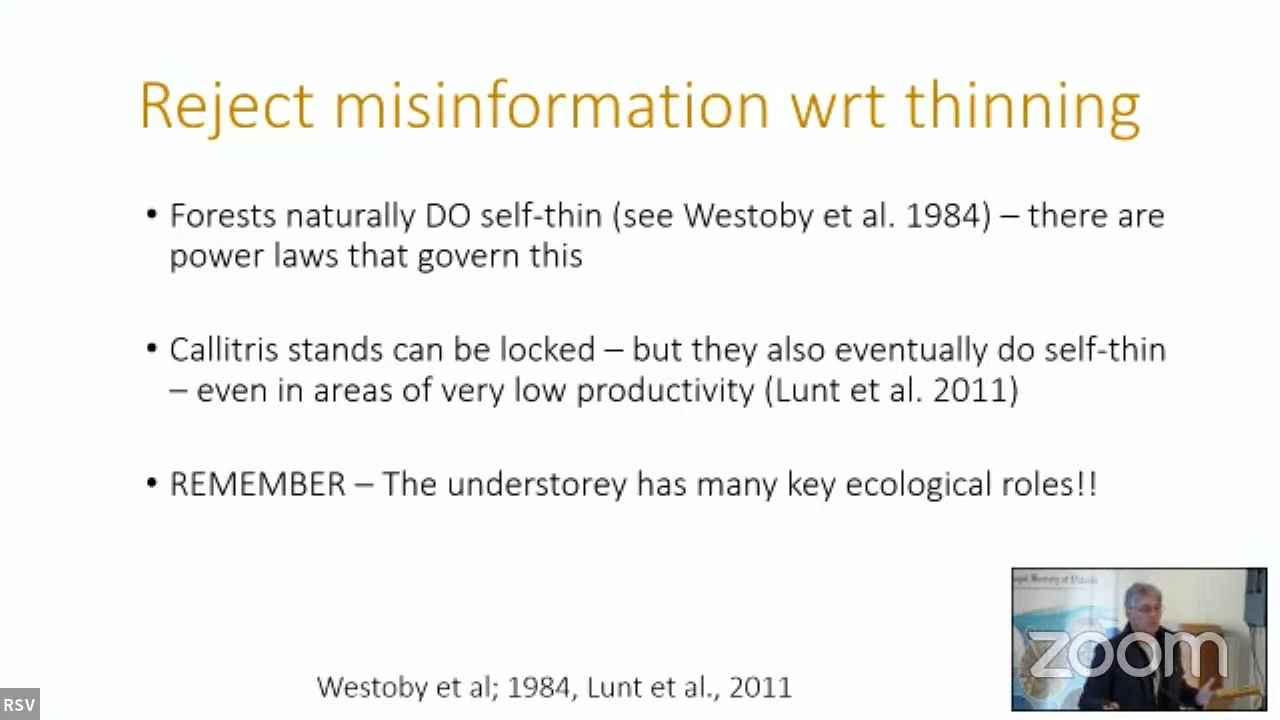 Reject misinformation wrt thinning
• Forests naturally DO self-thin (see Westoby et al. 1984) – there are
power laws that govern this
• Callitris stands can be locked – but they also eventually do self-thin
– even in areas of very low productivity (Lunt et al. 2011)
• REMEMBER – The understorey has many key ecological roles!!
Westoby et al; 1984, Lunt et al., 2011
Society of Victoria
zoom
RSV